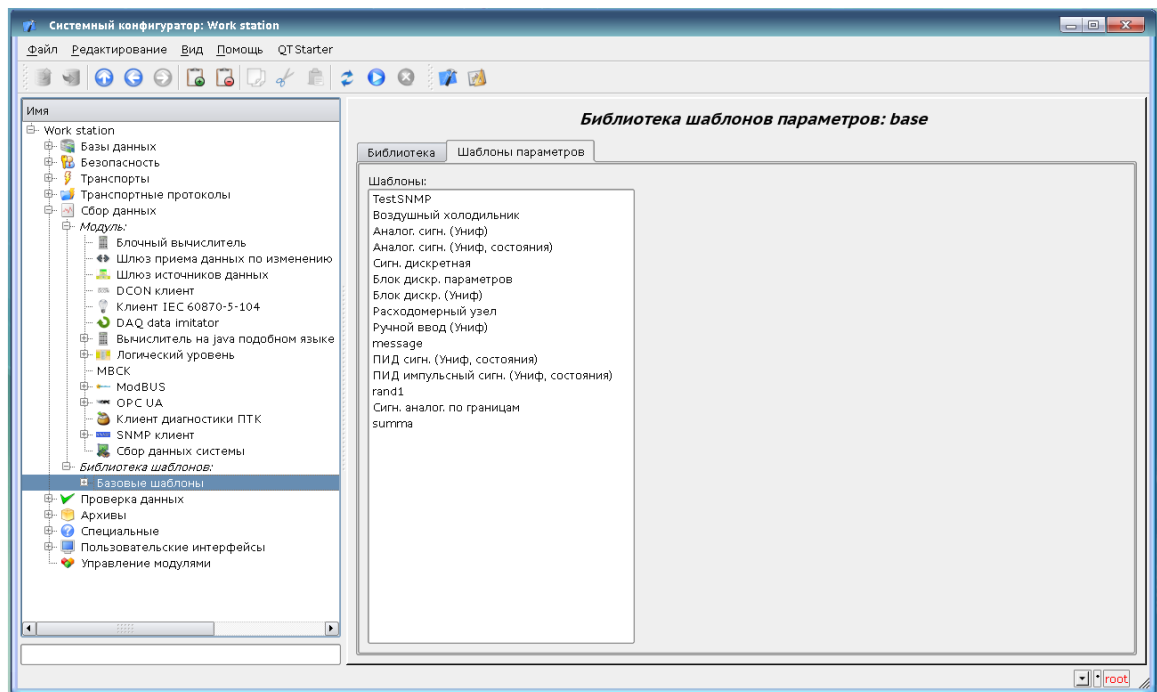 Системный конфигуратор: Work station
Файл Редактирование Вид Помощь QTStarter
Имя
Work station
Базы данных
Безопасность
Транспорты
Транспортные протоколы
Сбор данных
Модуль:
Блочный вычислитель
Шлюз приема данных по изменению
Шлюз источников данных
DCON клиент
Клиент IEC 60870-5-104
DAQ data imitator
Вычислитель на java подобном языке
Логический уровень
МВСК
ModBUS
OPC UA
Клиент диагностики ПТК
SNMP клиент
Сбор данных системы
Библиотека шаблонов:
Базовые шаблоны
Проверка данных
Архивы
Специальные
Пользовательские интерфейсы
Управление модулями
Библиотека шаблонов параметров: base
Библиотека Шаблоны параметров
Шаблоны:
TestSNMP
Воздушный холодильник
Аналог. сигн. (Униф)
Аналог. сигн. (Униф, состояния)
Сигн. дискретная
Блок дискр. параметров
Блок дискр. (Униф)
Расходомерный узел
Ручной ввод (Униф)
message
ПИД сигн. (Униф, состояния)
ПИД импульсный сигн. (Униф, состояния)
rand1
Сигн. аналог. по границам
summa
root